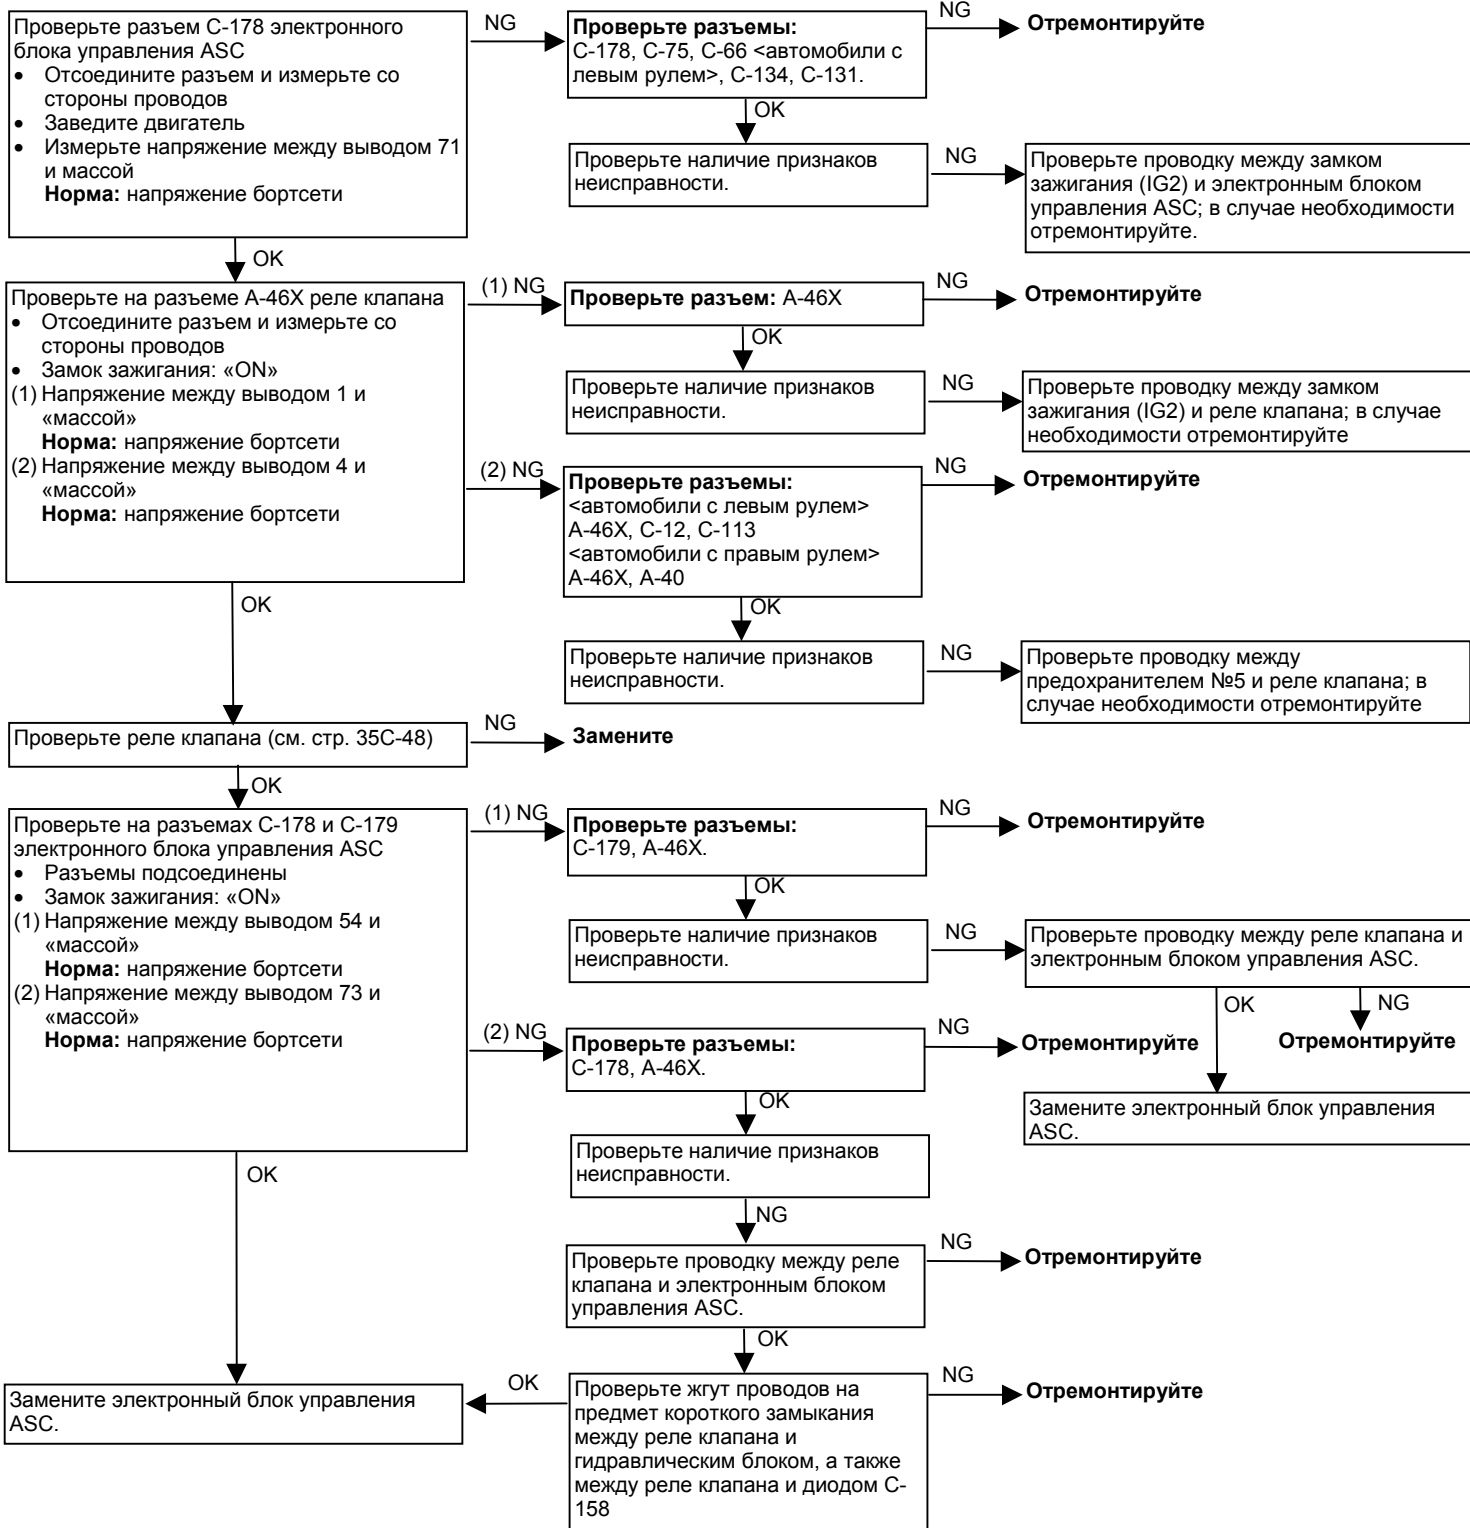 Проверьте разъем С-178 электронного
блока управления ASC
• Отсоедините разъем и измерьте со
стороны проводов
• Заведите двигатель
• Измерьте напряжение между выводом 71
и массой
Норма: напряжение бортсети
NG
Проверьте разъемы:
С-178, С-75, С-66 <автомобили с
левым рулем>, С-134, С-131.
NG
Отремонтируйте
OK
Проверьте наличие признаков
неисправности.
NG
Проверьте проводку между замком
зажигания (IG2) и электронным блоком
управления ASC; в случае необходимости
отремонтируйте.
OK
Проверьте на разъеме А-46Х реле клапана
• Отсоедините разъем и измерьте со
стороны проводов
• Замок зажигания: «ON»
(1) Напряжение между выводом 1 и
«массой»
Норма: напряжение бортсети
(2) Напряжение между выводом 4 и
«массой»
Норма: напряжение бортсети
(1) NG
Проверьте разъем: А-46Х
NG
Отремонтируйте
OK
Проверьте наличие признаков
неисправности.
NG
Проверьте проводку между замком
зажигания (IG2) и реле клапана; в случае
необходимости отремонтируйте
(2) NG
Проверьте разъемы:
<автомобили с левым рулем>
А-46Х, С-12, С-113
<автомобили с правым рулем>
А-46Х, А-40
NG
Отремонтируйте
OK
Проверьте наличие признаков
неисправности.
NG
Проверьте проводку между
предохранителем №5 и реле клапана; в
случае необходимости отремонтируйте
OK
Проверьте реле клапана (см. стр. 35С-48)
NG
Замените
OK
Проверьте на разъемах С-178 и С-179
электронного блока управления ASC
• Разъемы подсоединены
• Замок зажигания: «ON»
(1) Напряжение между выводом 54 и
«массой»
Норма: напряжение бортсети
(2) Напряжение между выводом 73 и
«массой»
Норма: напряжение бортсети
(1) NG
Проверьте разъемы:
С-179, А-46Х.
NG
Отремонтируйте
OK
Проверьте наличие признаков
неисправности.
NG
Проверьте проводку между реле клапана и
электронным блоком управления ASC.
OK
NG
Отремонтируйте
Замените электронный блок управления
ASC.
(2) NG
Проверьте разъемы:
С-178, А-46Х.
NG
Отремонтируйте
OK
Проверьте наличие признаков
неисправности.
NG
Проверьте проводку между реле
клапана и электронным блоком
управления ASC.
NG
Отремонтируйте
OK
Проверьте жгут проводов на
предмет короткого замыкания
между реле клапана и
гидравлическим блоком, а также
между реле клапана и диодом С-
158
NG
Отремонтируйте
OK
OK
Замените электронный блок управления
ASC.